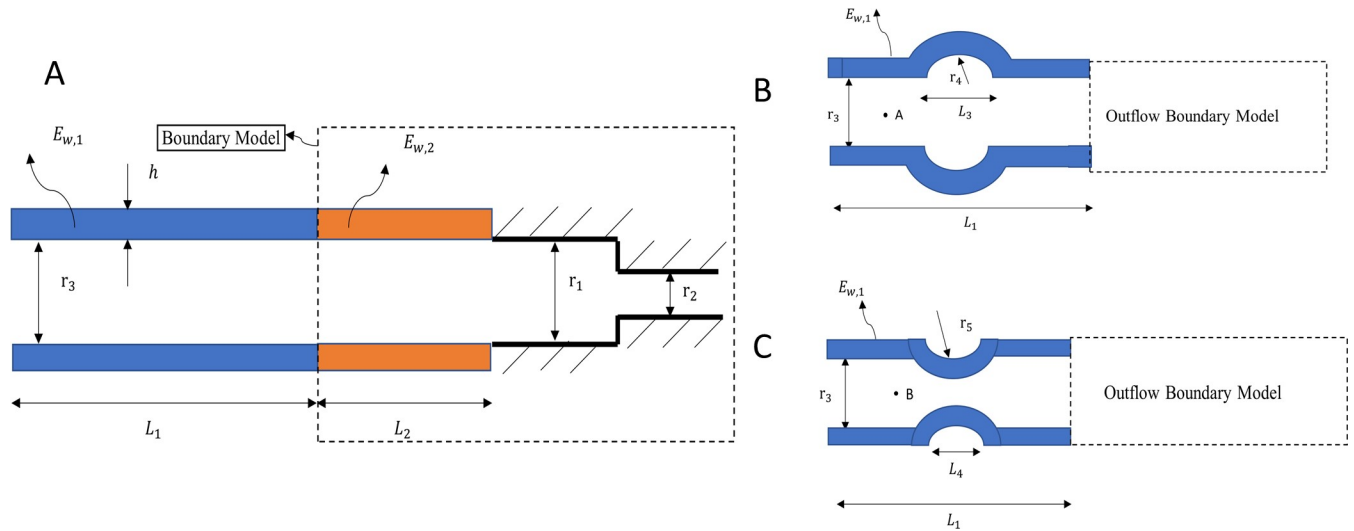 A
Boundary Model
E_{w,1}
h
E_{w,2}
r_3
r_1
r_2
L_1
L_2
B
E_{w,1}
r_4
r_3
A
L_3
Outflow Boundary Model
L_1
C
E_{w,1}
r_5
r_3
B
Outflow Boundary Model
L_4
L_1